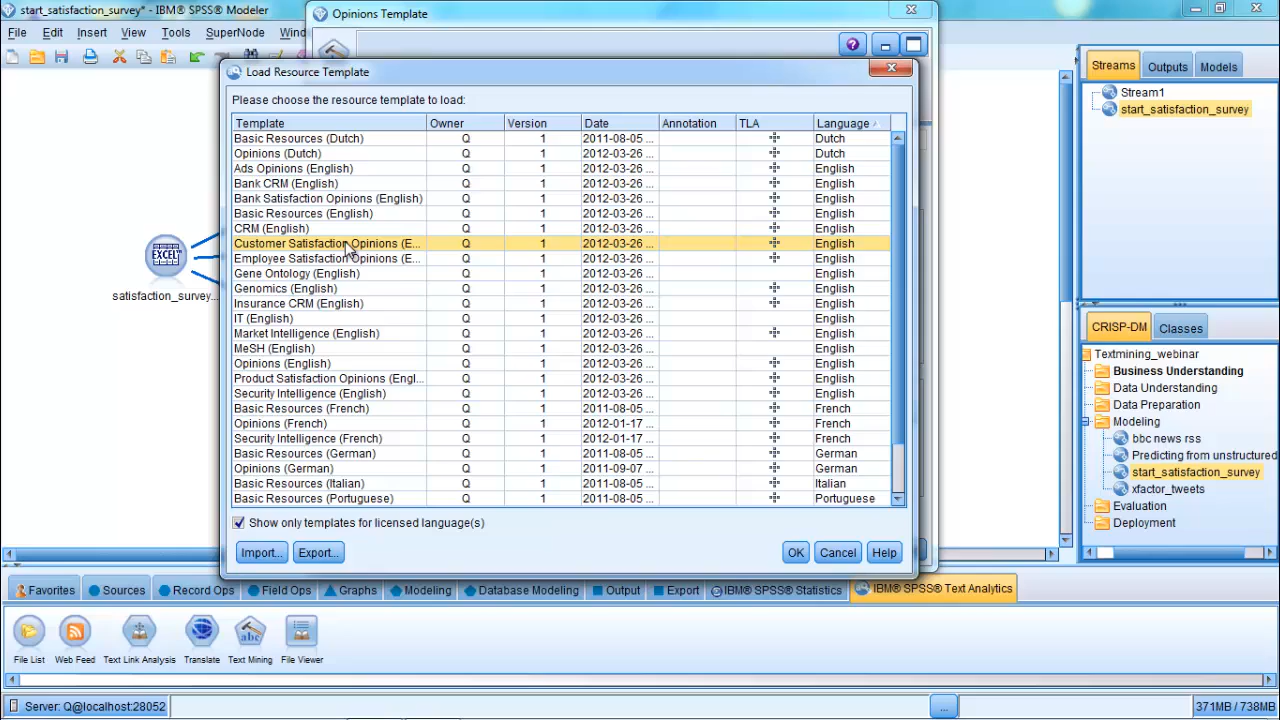 start_satisfaction_survey* - IBM® SPSS® Modeler
Opinions Template
File Edit Insert View Tools SuperNode Wind
Load Resource Template
Please choose the resource template to load:
Template Owner Version Date Annotation TLA Language
Basic Resources (Dutch) Q 1 2011-08-05 ... Dutch
Opinions (Dutch) Q 1 2012-03-26 ... Dutch
Ads Opinions (English) Q 1 2012-03-26 ... English
Bank CRM (English) Q 1 2012-03-26 ... English
Bank Satisfaction Opinions (English) Q 1 2012-03-26 ... English
Basic Resources (English) Q 1 2012-03-26 ... English
CRM (English) Q 1 2012-03-26 ... English
Customer Satisfaction Opinions (E... Q 1 2012-03-26 ... English
Employee Satisfaction Opinions (E... Q 1 2012-03-26 ... English
Gene Ontology (English) Q 1 2012-03-26 ... English
Genomics (English) Q 1 2012-03-26 ... English
Insurance CRM (English) Q 1 2012-03-26 ... English
IT (English) Q 1 2012-03-26 ... English
Market Intelligence (English) Q 1 2012-03-26 ... English
MeSH (English) Q 1 2012-03-26 ... English
Opinions (English) Q 1 2012-03-26 ... English
Product Satisfaction Opinions (Engl... Q 1 2012-03-26 ... English
Security Intelligence (English) Q 1 2012-03-26 ... English
Basic Resources (French) Q 1 2011-08-05 ... French
Opinions (French) Q 1 2012-01-17 ... French
Security Intelligence (French) Q 1 2012-01-17 ... French
Basic Resources (German) Q 1 2011-08-05 ... German
Opinions (German) Q 1 2011-09-07 ... German
Basic Resources (Italian) Q 1 2011-08-05 ... Italian
Basic Resources (Portuguese) Q 1 2011-08-05 ... Portuguese
Show only templates for licensed language(s)
Import... Export... OK Cancel Help
EXCEL™
satisfaction_survey...
Streams Outputs Models
Stream1
start_satisfaction_survey
CRISP-DM Classes
Textmining_webinar
Business Understanding
Data Understanding
Data Preparation
Modeling
bbc news rss
Predicting from unstructured
start_satisfaction_survey
xfactor_tweets
Evaluation
Deployment
Favorites Sources Record Ops Field Ops Graphs Modeling Database Modeling Output Export IBM® SPSS® Statistics IBM® SPSS® Text Analytics
abc
File List Web Feed Text Link Analysis Translate Text Mining File Viewer
Server: Q@localhost:28052 ... 371MB / 738MB